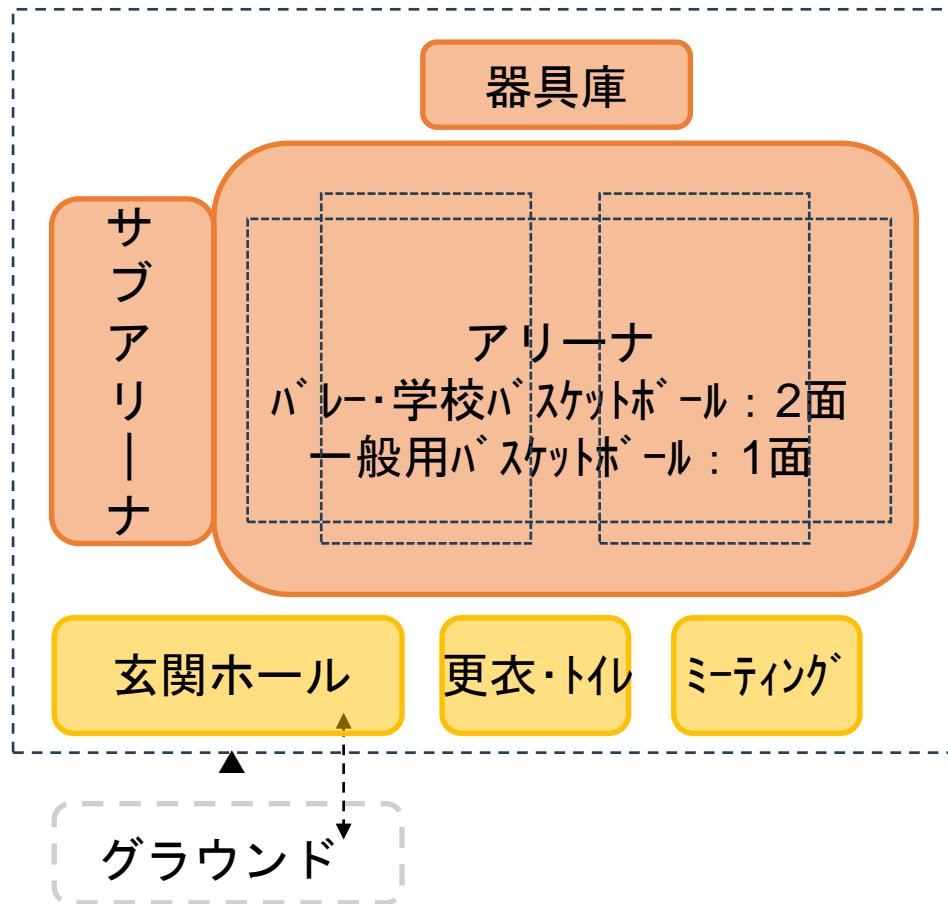 器具庫
サブアリーナ
アリーナ
ﾊﾞﾚｰ・学校ﾊﾞｽｹｯﾄﾎﾞｰﾙ：２面
一般用ﾊﾞｽｹｯﾄﾎﾞｰﾙ：1面
玄関ホール
更衣・ﾄｲﾚ
ﾐｰﾃｨﾝｸﾞ
▲
グラウンド